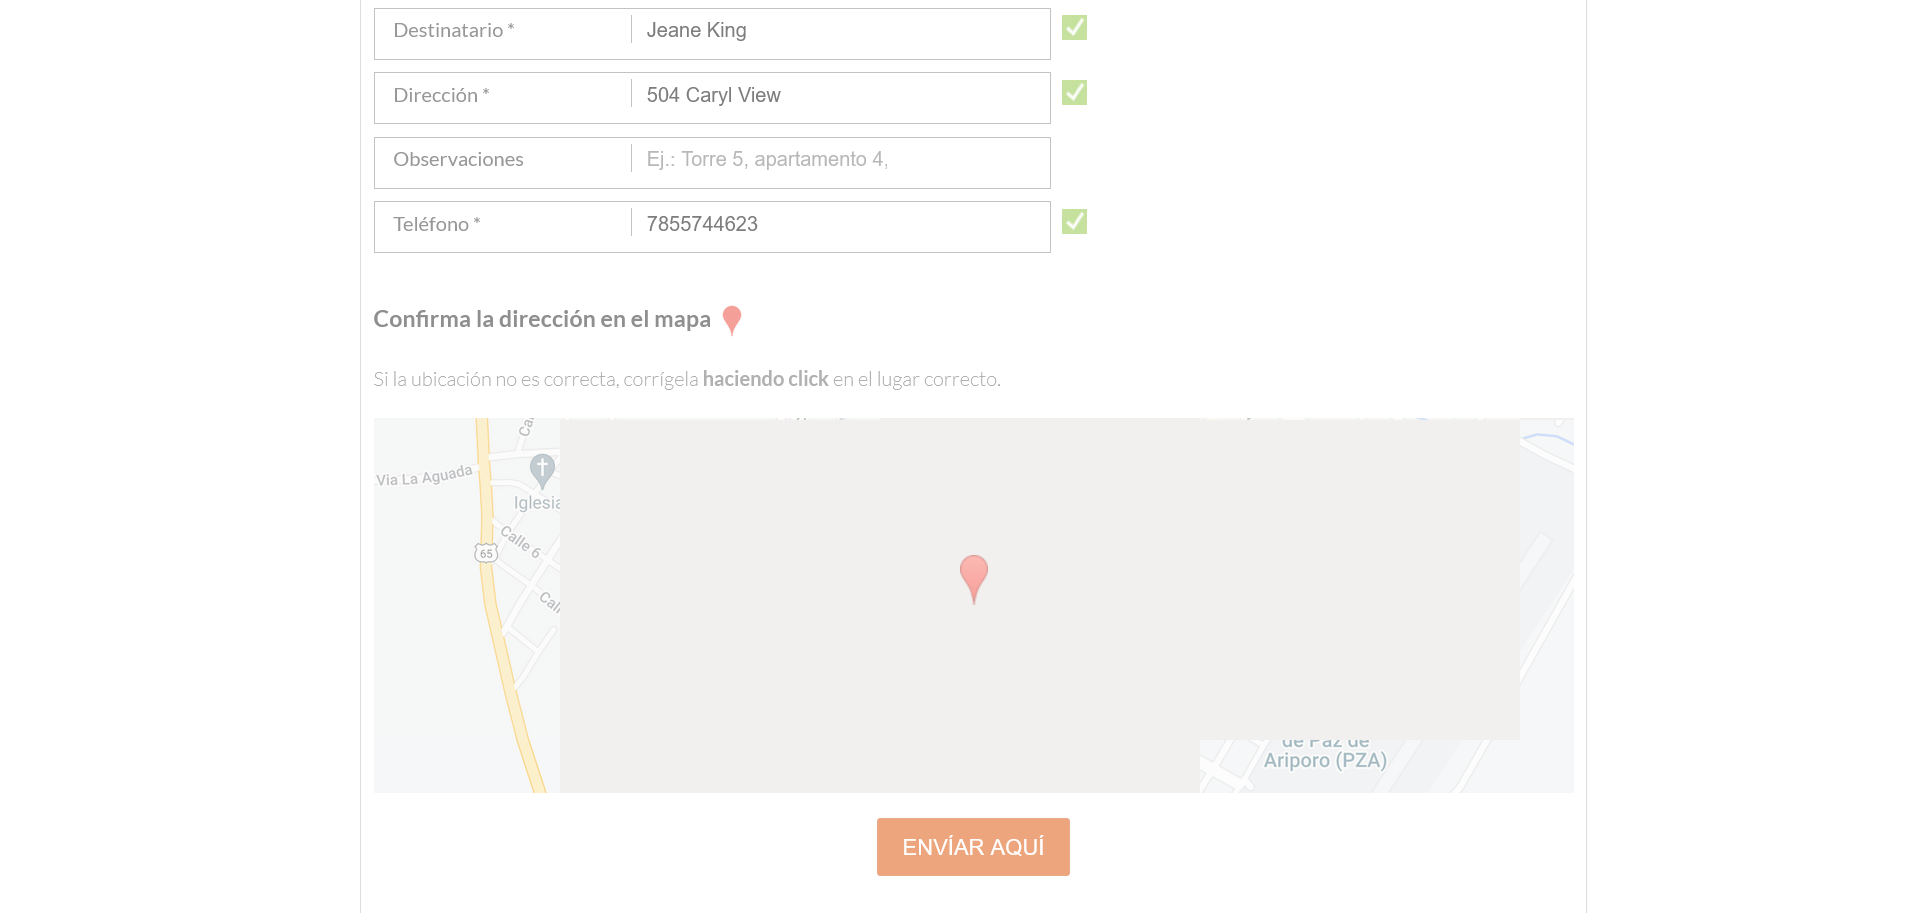 Destinatario *
Jeane King
Dirección *
504 Caryl View
Observaciones
Ej.: Torre 5, apartamento 4,
Teléfono *
7855744623
Confirma la dirección en el mapa
Si la ubicación no es correcta, corrígela haciendo click en el lugar correcto.
Ca
Via La Aguada
Iglesia
Calle 6
65
Calle
de Paz de
Ariporo (PZA)
ENVÍAR AQUÍ